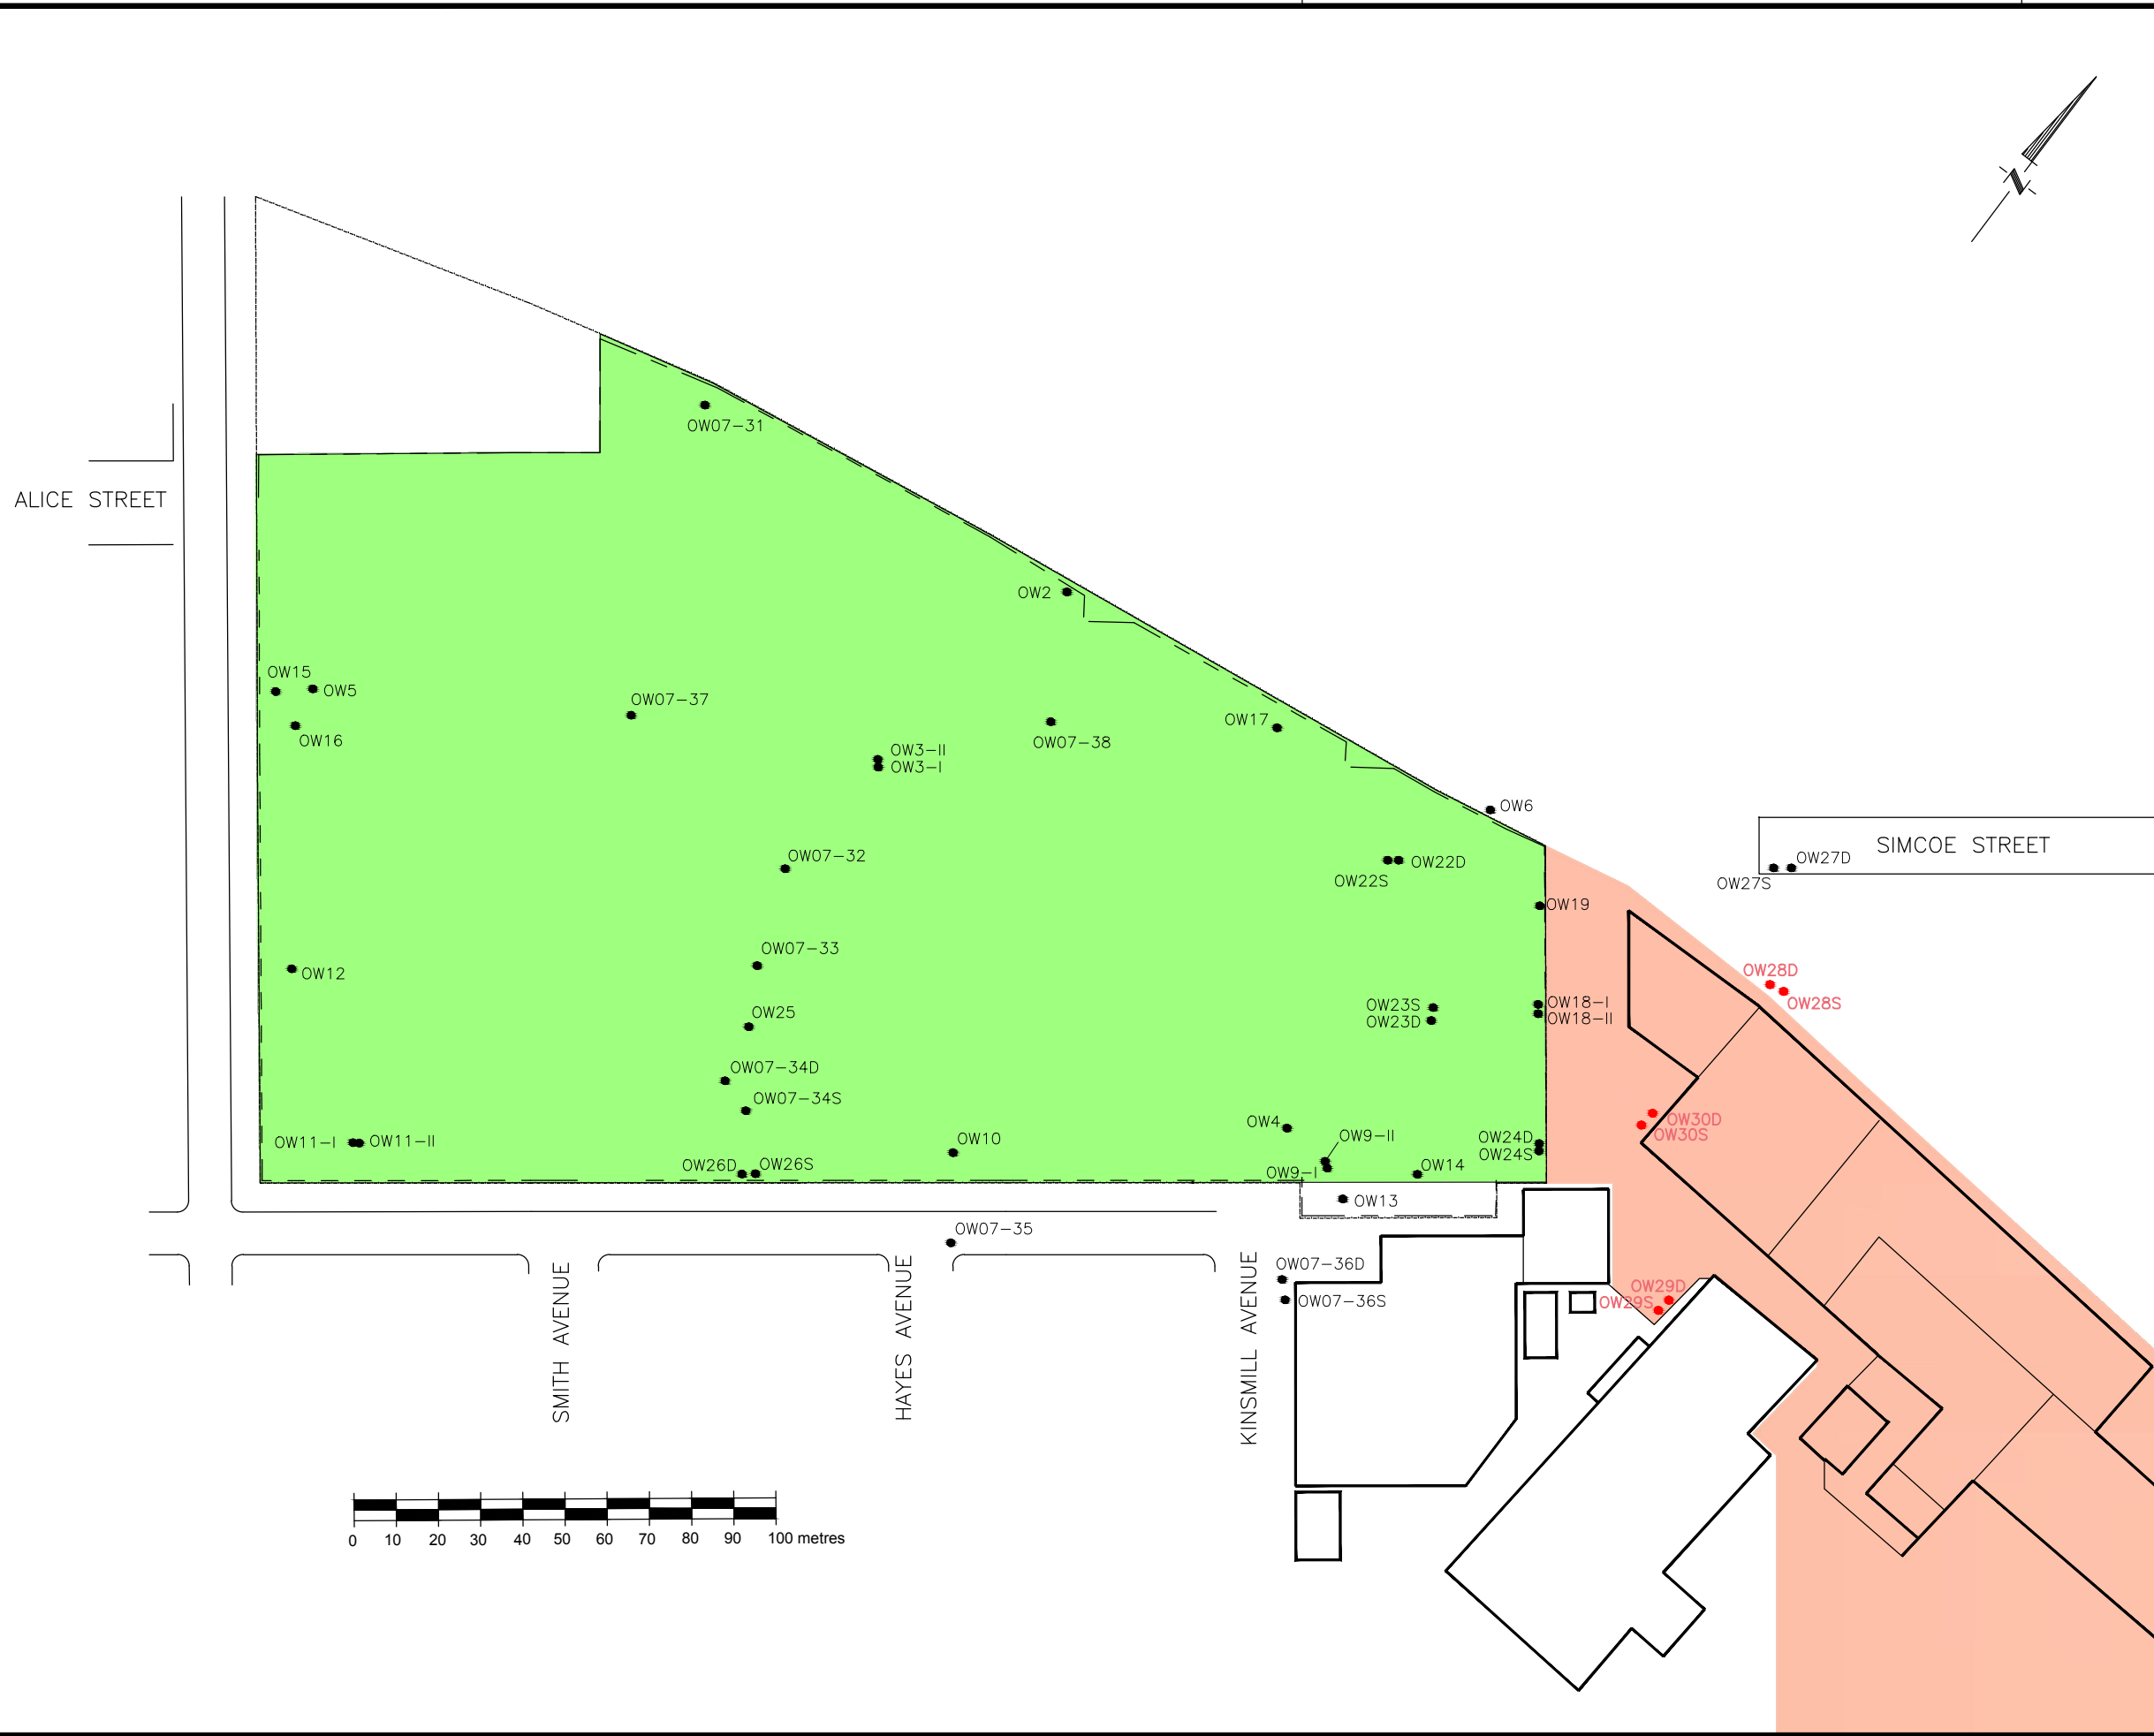 N
OW07-31
ALICE STREET
OW2
OW15
OW5
OW16
OW07-37
OW17
OW07-38
OW3-II
OW3-I
OW6
SIMCOE STREET
OW07-32
OW22D
OW22S
OW27D
OW27S
OW19
OW07-33
OW12
OW28D
OW28S
OW23S
OW23D
OW18-I
OW18-II
OW25
OW07-34D
OW07-34S
OW30D
OW30S
OW4
OW9-II
OW9-I
OW10
OW11-I
OW11-II
OW26D
OW26S
OW24D
OW24S
OW14
OW13
OW07-35
OW07-36D
OW07-36S
OW29D
OW29S
SMITH AVENUE
HAYES AVENUE
KINSMILL AVENUE
0 10 20 30 40 50 60 70 80 90 100 metres